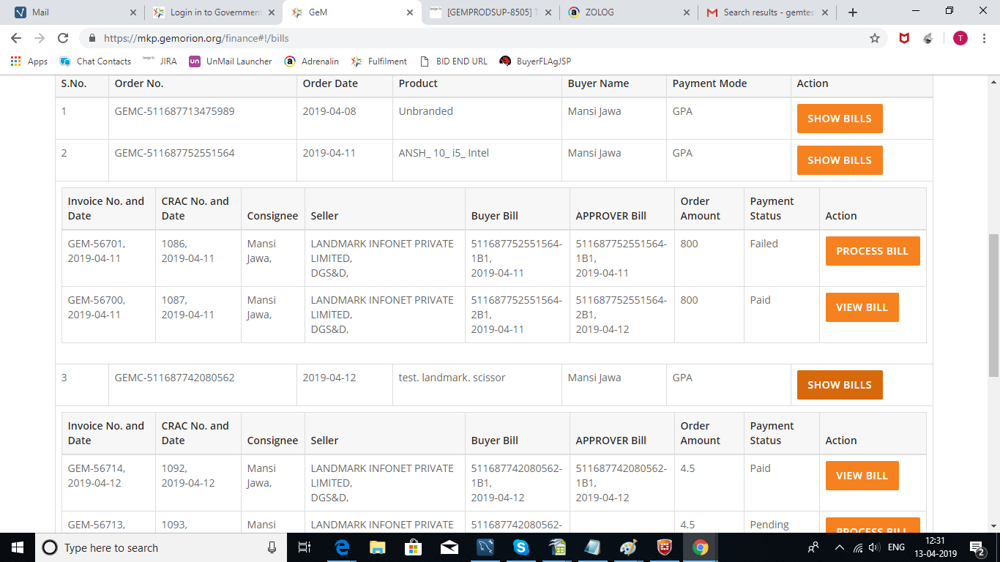 Mail
Login in to Government
GeM
[GEMPRODSUP-8505] T
ZOLOG
Search results - gemtes
https://mkp.gemorion.org/finance#!/bills
T
Apps
Chat Contacts
JIRA
un
UnMail Launcher
Adrenalin
Fulfilment
BID END URL
BuyerFLAgJSP
S.No. Order No. Order Date Product Buyer Name Payment Mode Action
1 GEMC-511687713475989 2019-04-08 Unbranded Mansi Jawa GPA SHOW BILLS
2 GEMC-511687752551564 2019-04-11 ANSH_ 10_ i5_ Intel Mansi Jawa GPA SHOW BILLS
Invoice No. and CRAC No. and Order Payment
Date Date Consignee Seller Buyer Bill APPROVER Bill Amount Status Action
GEM-56701, 1086, Mansi LANDMARK INFONET PRIVATE 511687752551564- 511687752551564- 800 Failed PROCESS BILL
2019-04-11 2019-04-11 Jawa, LIMITED, 1B1, 1B1,
DGS&D, 2019-04-11 2019-04-11
GEM-56700, 1087, Mansi LANDMARK INFONET PRIVATE 511687752551564- 511687752551564- 800 Paid VIEW BILL
2019-04-11 2019-04-11 Jawa, LIMITED, 2B1, 2B1,
DGS&D, 2019-04-11 2019-04-12
3 GEMC-511687742080562 2019-04-12 test. landmark. scissor Mansi Jawa GPA SHOW BILLS
Invoice No. and CRAC No. and Order Payment
Date Date Consignee Seller Buyer Bill APPROVER Bill Amount Status Action
GEM-56714, 1092, Mansi LANDMARK INFONET PRIVATE 511687742080562- 511687742080562- 4.5 Paid VIEW BILL
2019-04-12 2019-04-12 Jawa, LIMITED, 1B1, 1B1,
DGS&D, 2019-04-12 2019-04-12
GEM-56713, 1093, Mansi LANDMARK INFONET PRIVATE 511687742080562- 4.5 Pending PROCESS BILL
Type here to search
ENG
12:31
13-04-2019
2